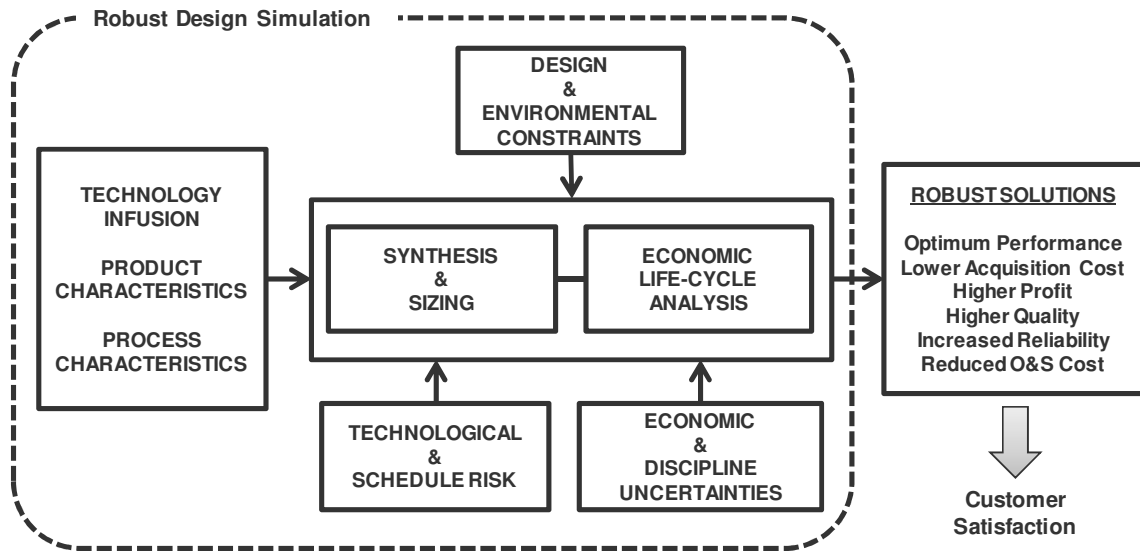 Robust Design Simulation
DESIGN
&
ENVIRONMENTAL
CONSTRAINTS
TECHNOLOGY
INFUSION
PRODUCT
CHARACTERISTICS
PROCESS
CHARACTERISTICS
SYNTHESIS
&
SIZING
ECONOMIC
LIFE-CYCLE
ANALYSIS
TECHNOLOGICAL
&
SCHEDULE RISK
ECONOMIC
&
DISCIPLINE
UNCERTAINTIES
ROBUST SOLUTIONS
Optimum Performance
Lower Acquisition Cost
Higher Profit
Higher Quality
Increased Reliability
Reduced O&S Cost
Customer
Satisfaction